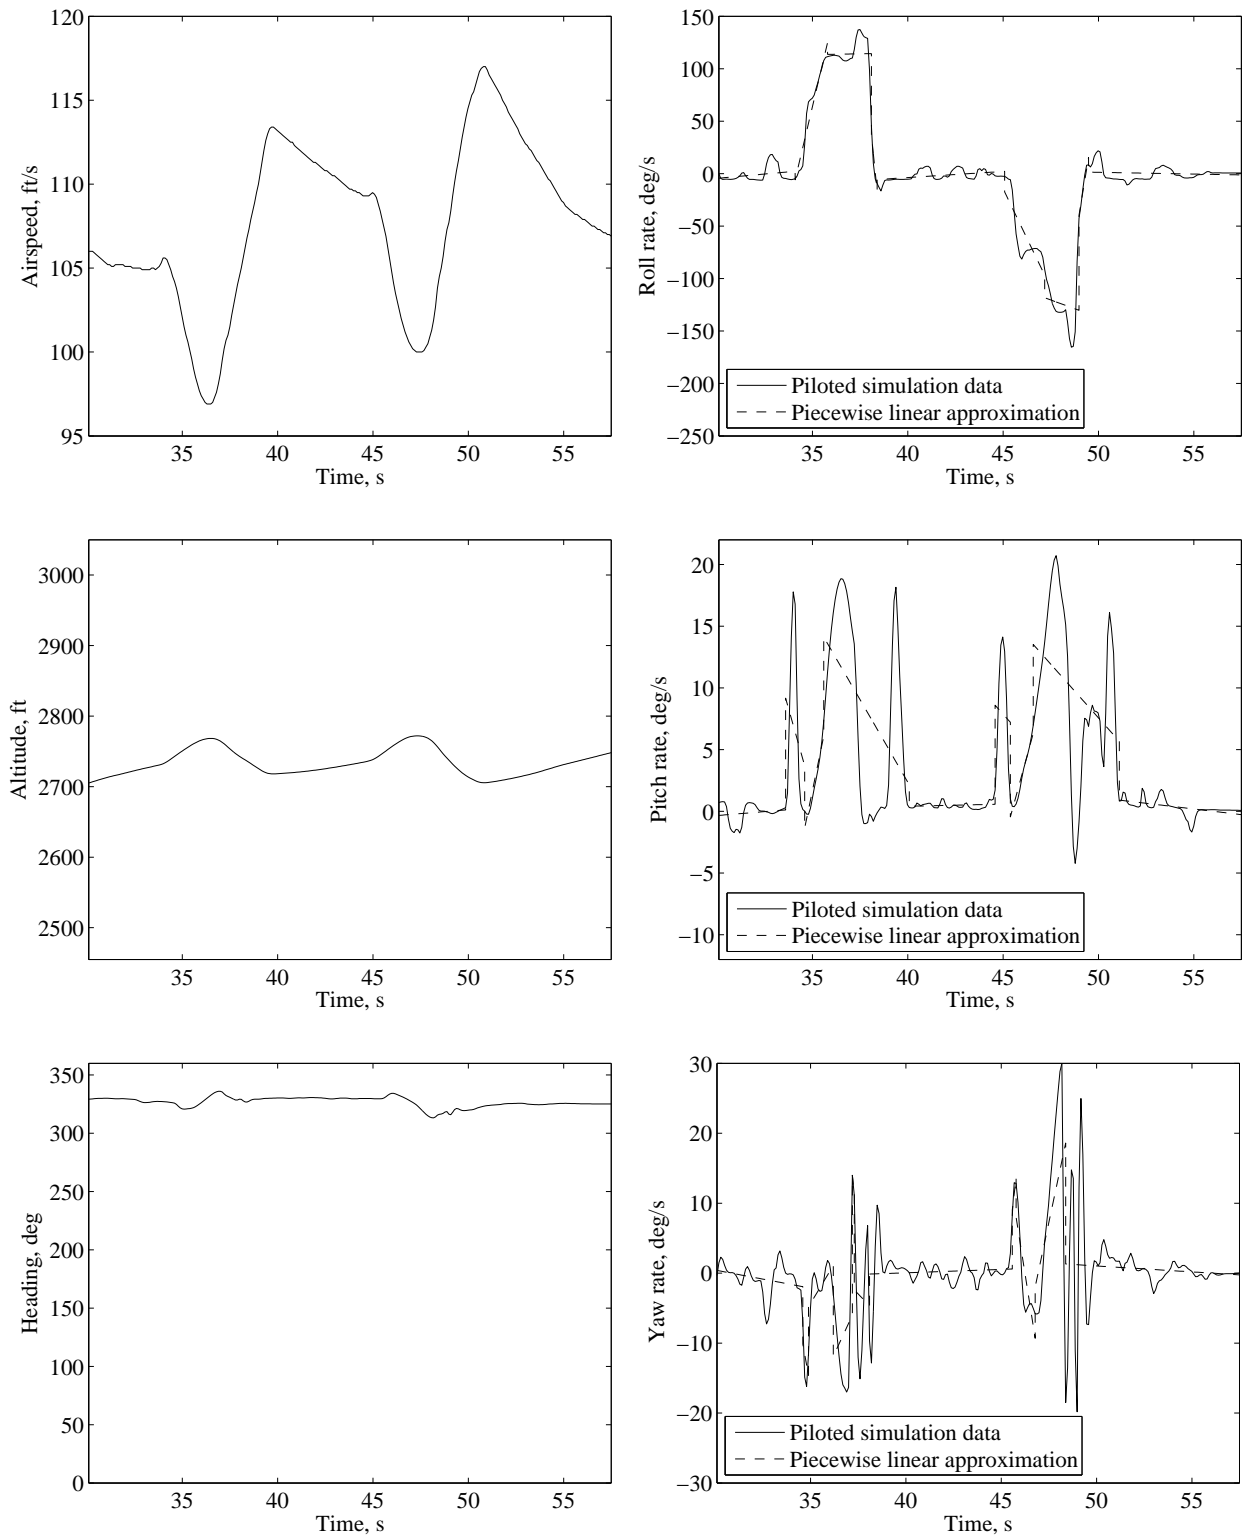 120
115
110
105
100
95
Airspeed, ft/s
35 40 45 50 55
Time, s
150
100
50
0
−50
−100
−150
−200
−250
Roll rate, deg/s
Piloted simulation data
Piecewise linear approximation
35 40 45 50 55
Time, s
3000
2900
2800
2700
2600
2500
Altitude, ft
35 40 45 50 55
Time, s
20
15
10
5
0
−5
−10
Pitch rate, deg/s
Piloted simulation data
Piecewise linear approximation
35 40 45 50 55
Time, s
350
300
250
200
150
100
50
0
Heading, deg
35 40 45 50 55
Time, s
30
20
10
0
−10
−20
−30
Yaw rate, deg/s
Piloted simulation data
Piecewise linear approximation
35 40 45 50 55
Time, s